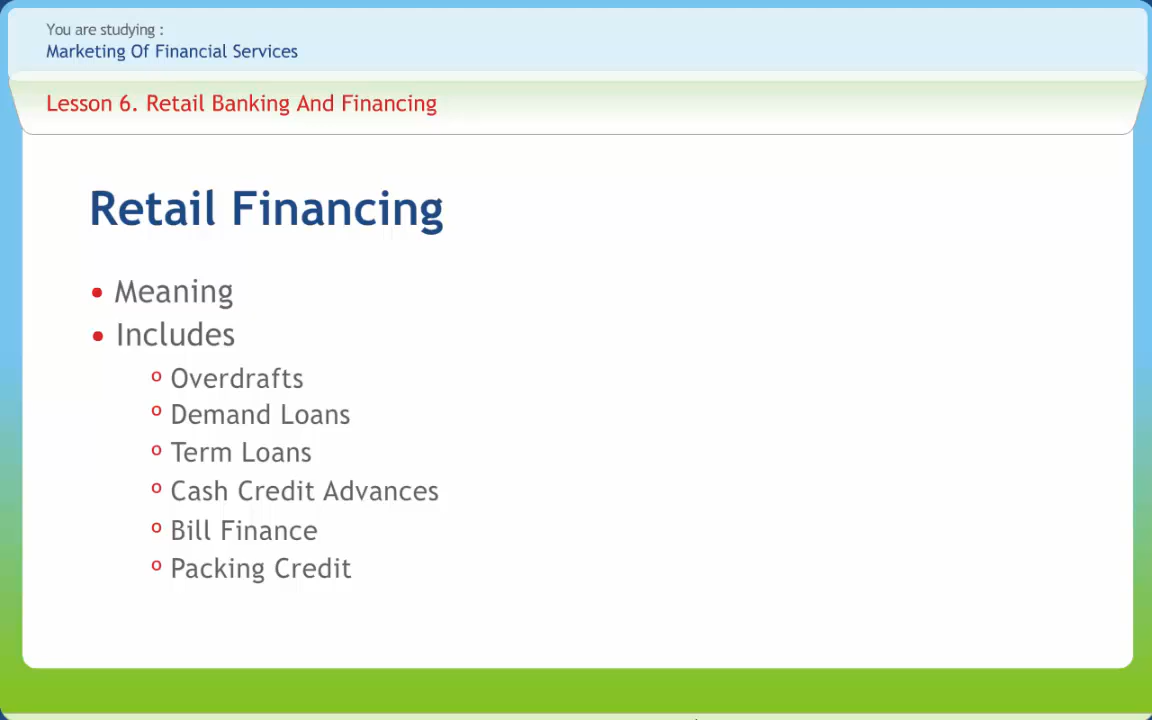 You are studying :
Marketing Of Financial Services
Lesson 6. Retail Banking And Financing
Retail Financing
• Meaning
• Includes
o Overdrafts
o Demand Loans
o Term Loans
o Cash Credit Advances
o Bill Finance
o Packing Credit